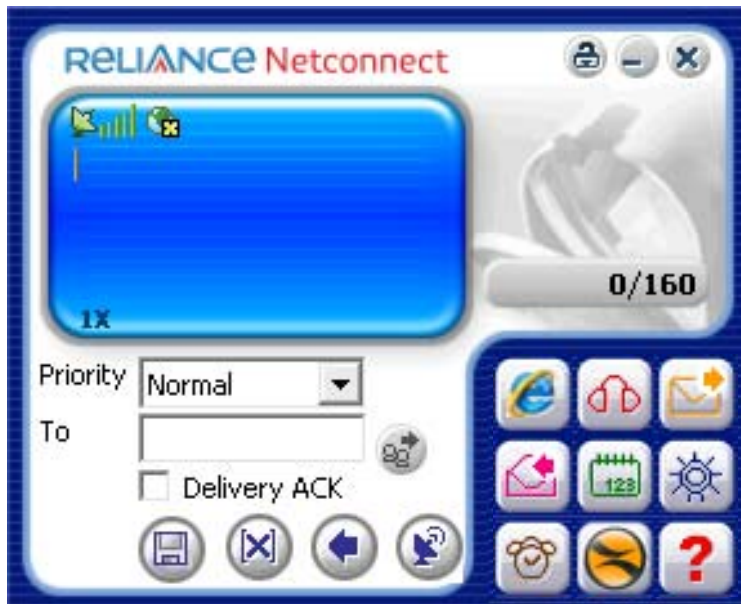 RELIANCE Netconnect
0/160
1X
Priority Normal
To
Delivery ACK
123
?